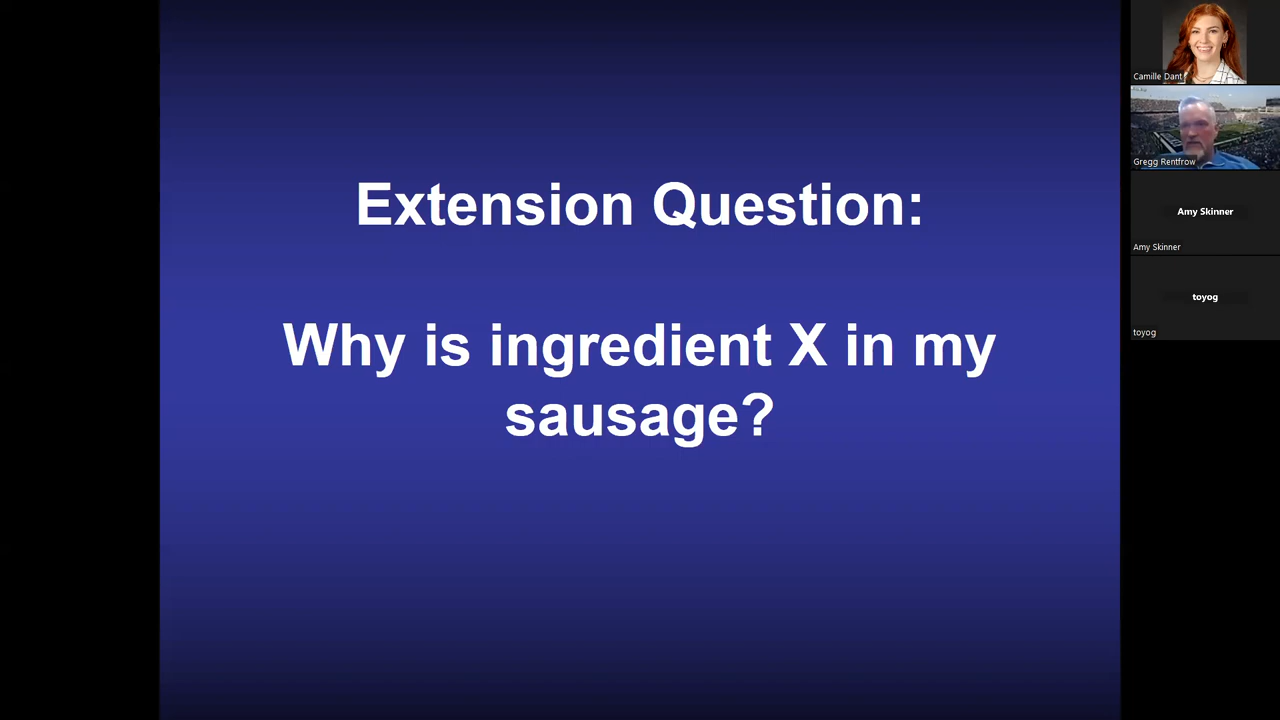 Extension Question:
Why is ingredient X in my
sausage?
Camille Dant
Gregg Rentfrow
Amy Skinner
Amy Skinner
toyog
toyog